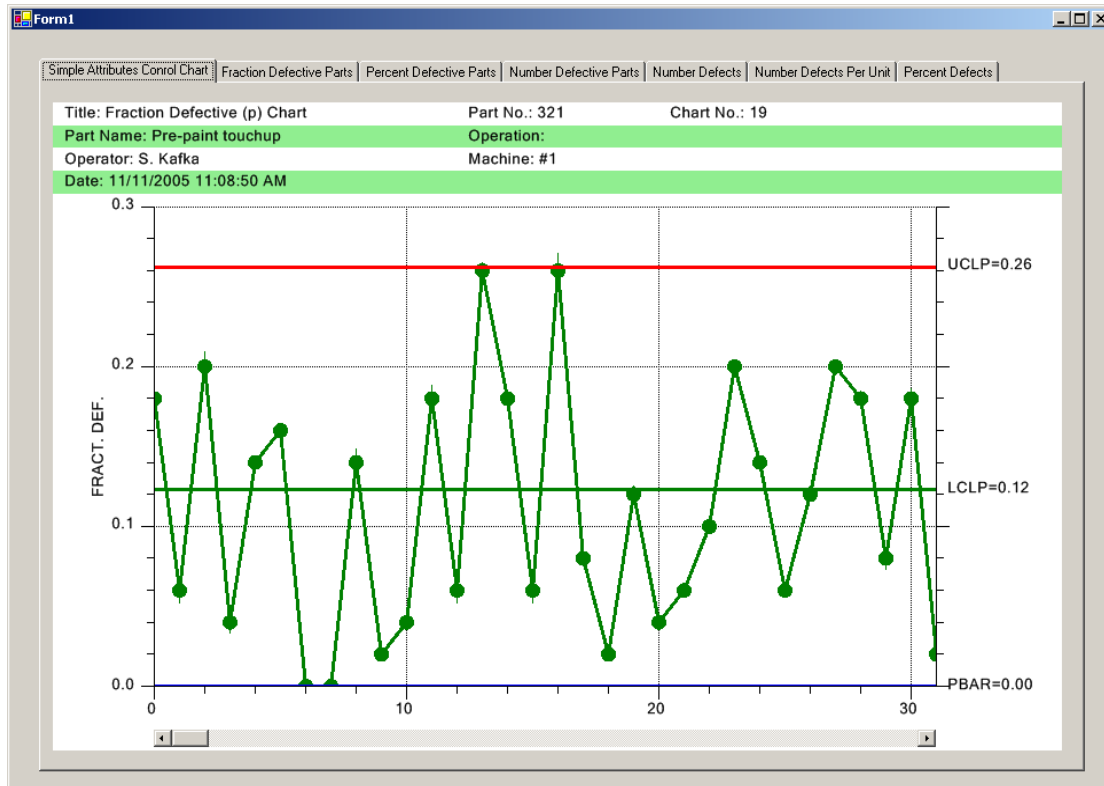 Form1
Simple Attributes Conrol Chart Fraction Defective Parts Percent Defective Parts Number Defective Parts Number Defects Number Defects Per Unit Percent Defects
Title: Fraction Defective (p) Chart Part No.: 321 Chart No.: 19
Part Name: Pre-paint touchup Operation:
Operator: S. Kafka Machine: #1
Date: 11/11/2005 11:08:50 AM
0.3
UCLP=0.26
0.2
FRACT. DEF.
LCLP=0.12
0.1
0.0 PBAR=0.00
0 10 20 30